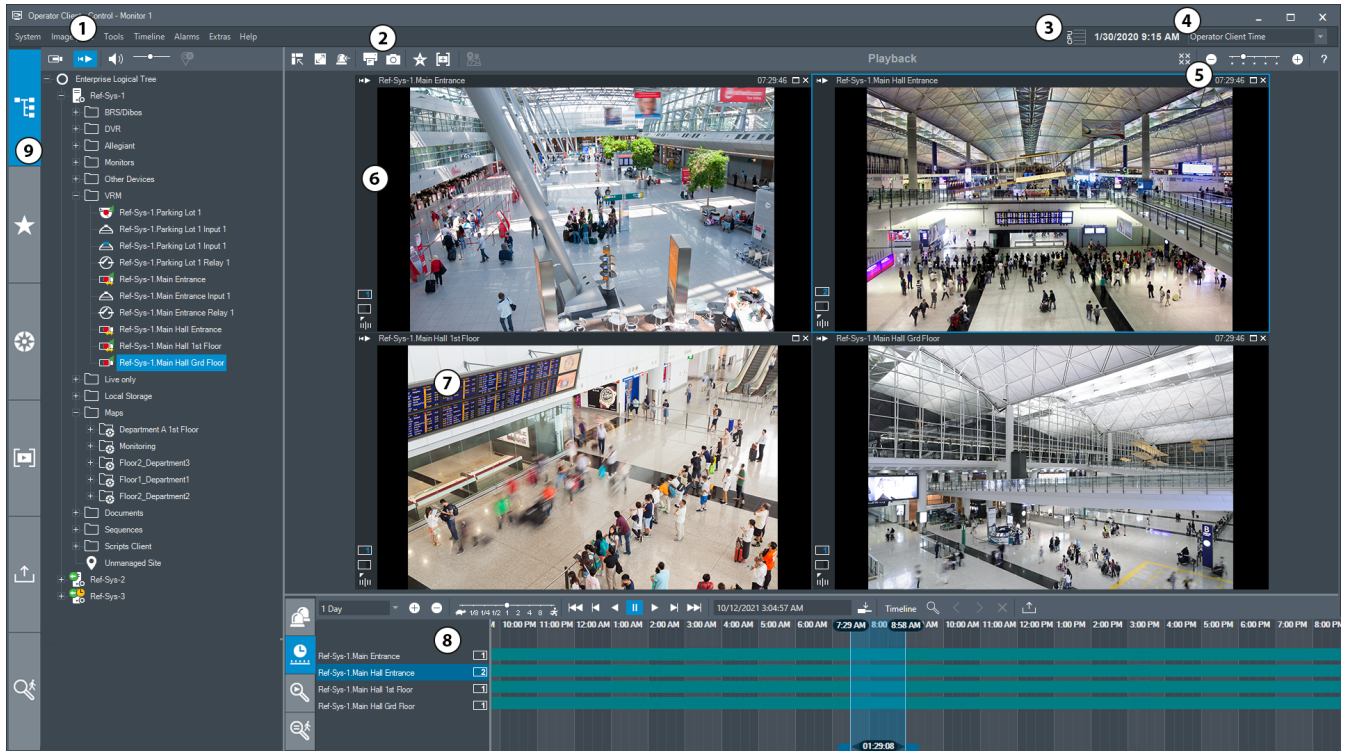 Operator Client - Control - Monitor 1
1
System Image Tools Timeline Alarms Extras Help
2
3
1/30/2020 9:15 AM
4
Operator Client Time
Playback
5
?
9
Enterprise Logical Tree
Ref-Sys-1
BRS/Dibos
DVR
Allegiant
Monitors
Other Devices
VRM
Ref-Sys-1.Parking Lot 1
Ref-Sys-1.Parking Lot 1 Input 1
Ref-Sys-1.Parking Lot 1 Input 1
Ref-Sys-1.Parking Lot 1 Relay 1
Ref-Sys-1.Main Entrance
Ref-Sys-1.Main Entrance Input 1
Ref-Sys-1.Main Entrance Relay 1
Ref-Sys-1.Main Hall Entrance
Ref-Sys-1.Main Hall 1st Floor
Ref-Sys-1.Main Hall Grd Floor
Live only
Local Storage
Maps
Department A 1st Floor
Monitoring
Floor2_Department3
Floor1_Department1
Floor2_Department2
Documents
Sequences
Scripts Client
Unmanaged Site
Ref-Sys-2
Ref-Sys-3
Ref-Sys-1.Main Entrance 07:29:46
6
1
Ref-Sys-1.Main Hall Entrance 07:29:46
2
Ref-Sys-1.Main Hall 1st Floor
7
1
Ref-Sys-1.Main Hall Grd Floor 07:29:46
1
1 Day
1/8 1/4 1/2 1 2 4 8
10/12/2021 3:04:57 AM
Timeline
8
10:00 PM 11:00 PM 12:00 AM 1:00 AM 2:00 AM 3:00 AM 4:00 AM 5:00 AM 6:00 AM 7:29 AM 8:00 8:58 AM AM 10:00 AM 11:00 AM 12:00 PM 1:00 PM 2:00 PM 3:00 PM 4:00 PM 5:00 PM 6:00 PM 7:00 PM 8:00 PM
Ref-Sys-1.Main Entrance 1
Ref-Sys-1.Main Hall Entrance 2
Ref-Sys-1.Main Hall 1st Floor 1
Ref-Sys-1.Main Hall Grd Floor 1
01:29:08